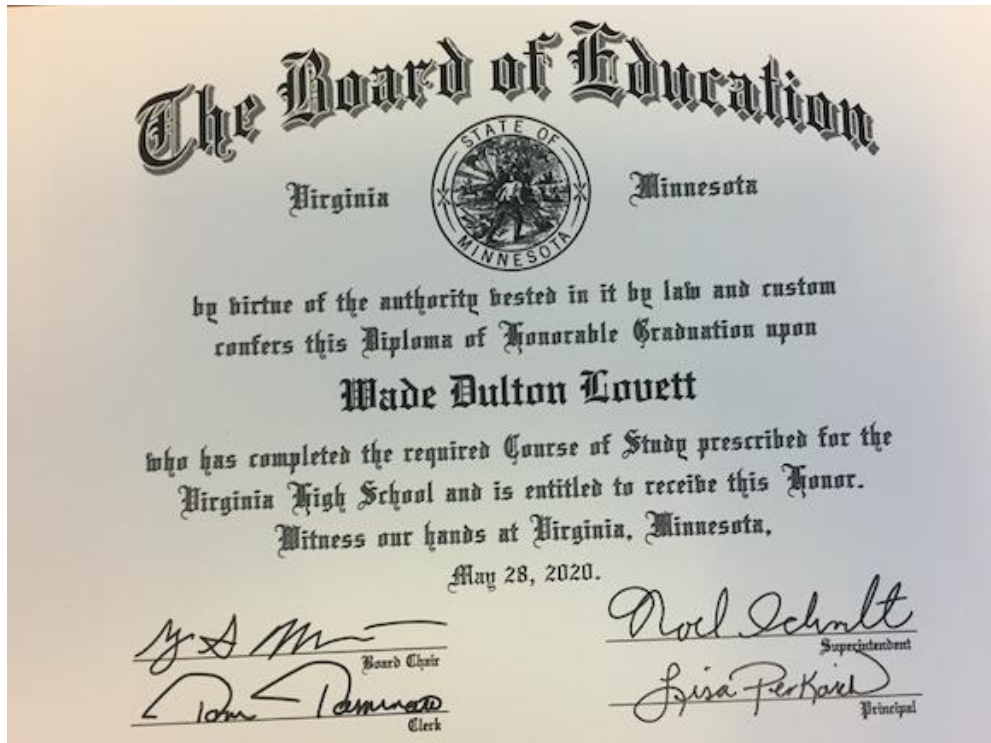 The Board of Education
Virginia
STATE OF
MINNESOTA
Minnesota
by virtue of the authority vested in it by law and custom
confers this Diploma of Honorable Graduation upon
Wade Dulton Lovett
who has completed the required Course of Study prescribed for the
Virginia High School and is entitled to receive this Honor.
Witness our hands at Virginia, Minnesota,
May 28, 2020.
Noel Schmidt
Board Chair
Superintendent
Tom
Lisa Perkovich
Clerk
Principal